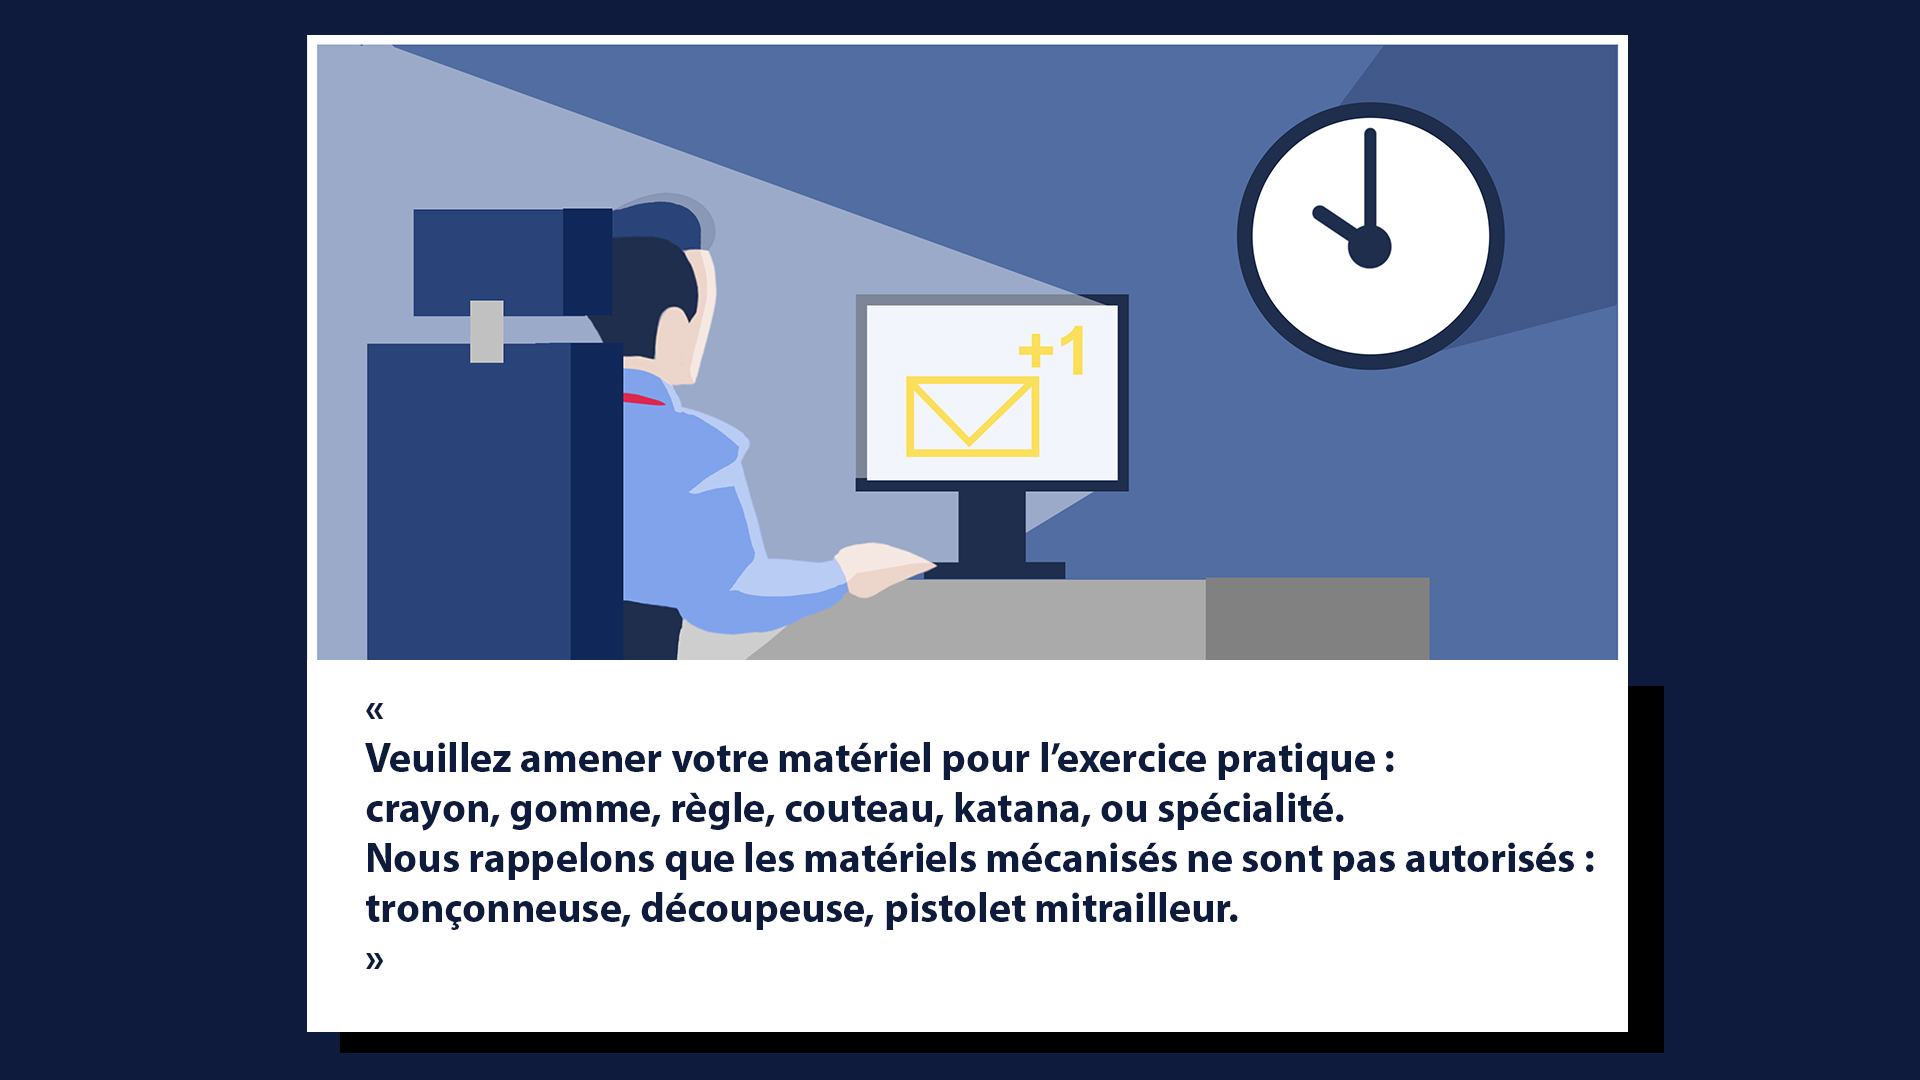 +1
«
Veuillez amener votre matériel pour l’exercice pratique :
crayon, gomme, règle, couteau, katana, ou spécialité.
Nous rappelons que les matériels mécanisés ne sont pas autorisés :
tronçonneuse, découpeuse, pistolet mitrailleur.
»